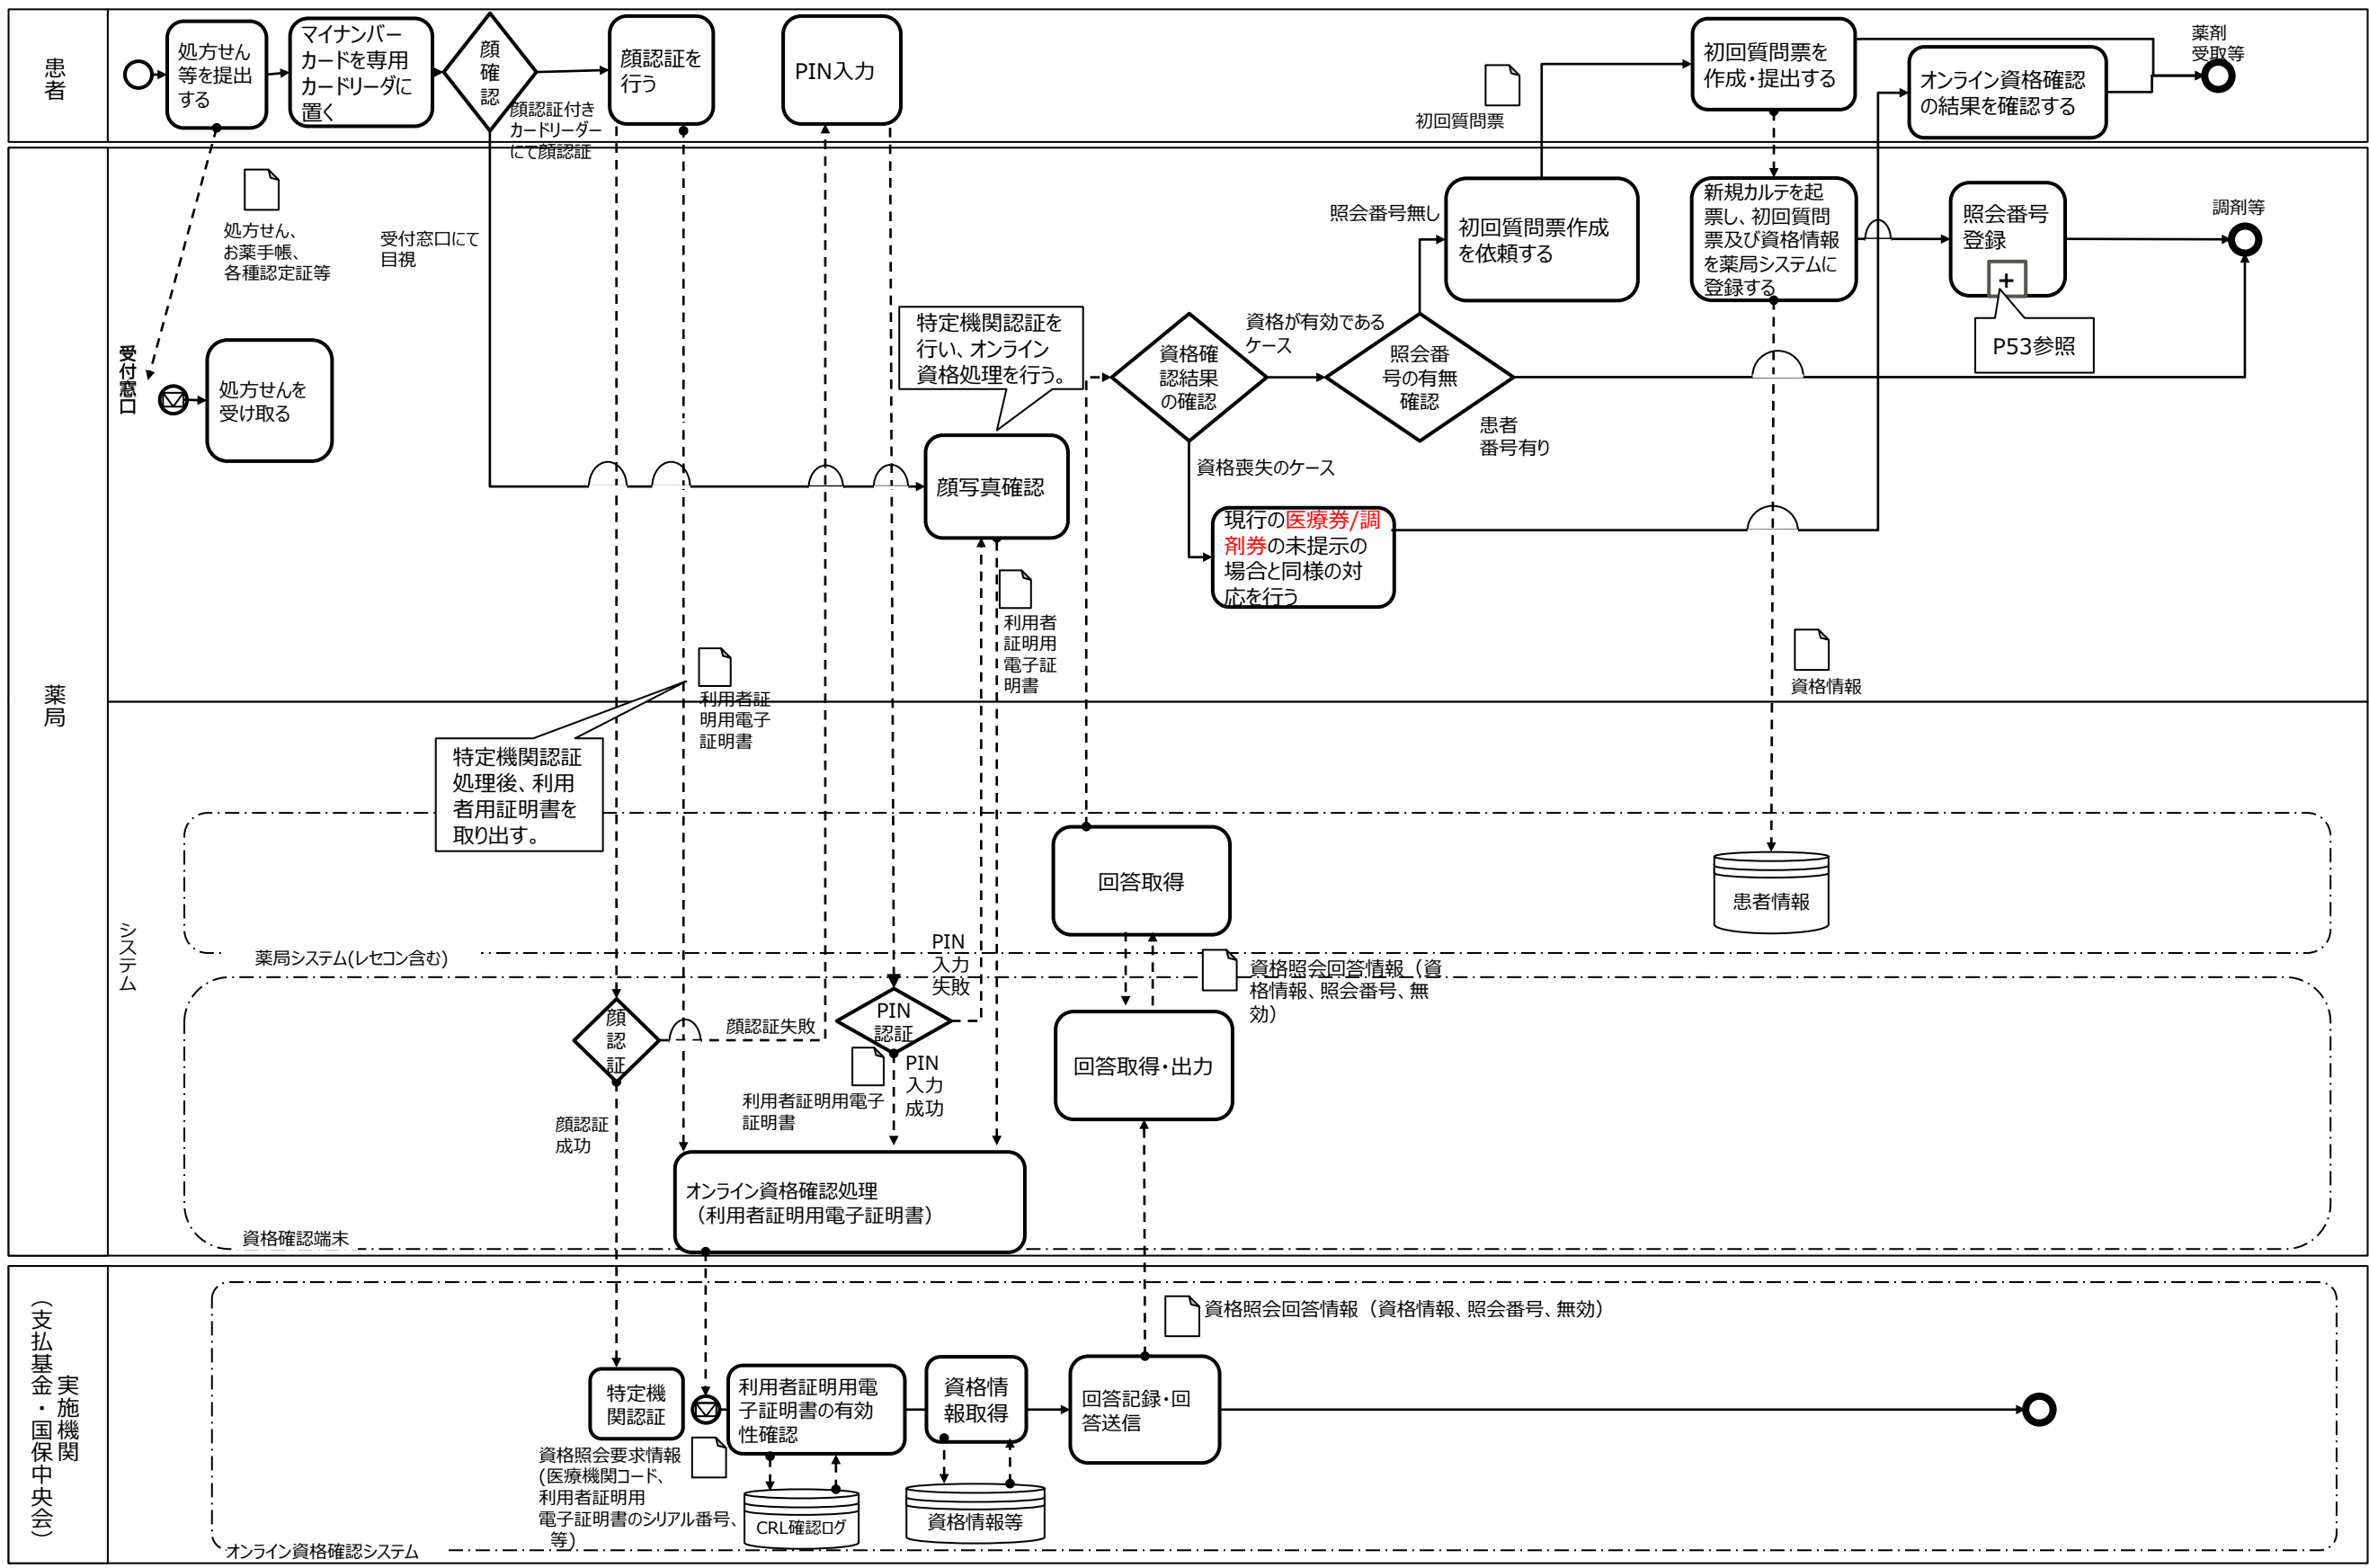 患者
処方せん
等を提出
する
マイナンバー
カードを専用
カードリーダに
置く
顔
確
認
顔認証付き
カードリーダー
にて顔認証
顔認証を
行う
PIN入力
初回質問票
初回質問票を
作成・提出する
オンライン資格確認
の結果を確認する
薬剤
受取等
薬局
受付窓口
処方せん、
お薬手帳、
各種認定証等
受付窓口にて
目視
処方せんを
受け取る
特定機関認証を
行い、オンライン
資格処理を行う。
顔写真確認
資格確
認結果
の確認
資格が有効である
ケース
照会番
号の有無
確認
照会番号無し
初回質問票作成
を依頼する
患者
番号有り
資格喪失のケース
現行の医療券/調
剤券の未提示の
場合と同様の対
応を行う
新規カルテを起
票し、初回質問
票及び資格情報
を薬局システムに
登録する
照会番号
登録
+
P53参照
調剤等
利用者
証明用
電子証
明書
利用者証
明用電子
証明書
資格情報
システム
特定機関認証
処理後、利用
者用証明書を
取り出す。
薬局システム(レセコン含む)
回答取得
患者情報
PIN
入力
失敗
資格照会回答情報（資
格情報、照会番号、無
効）
顔
認
証
顔認証失敗
PIN
認証
PIN
入力
成功
利用者証明用電子
証明書
顔認証
成功
回答取得・出力
オンライン資格確認処理
（利用者証明用電子証明書）
資格確認端末
実施機関
（支払基金・国保中央会）
資格照会回答情報（資格情報、照会番号、無効）
特定機
関認証
利用者証明用電
子証明書の有効
性確認
資格情
報取得
回答記録・回
答送信
資格照会要求情報
(医療機関コード、
利用者証明用
電子証明書のシリアル番号、
等)
CRL確認ログ
資格情報等
オンライン資格確認システム